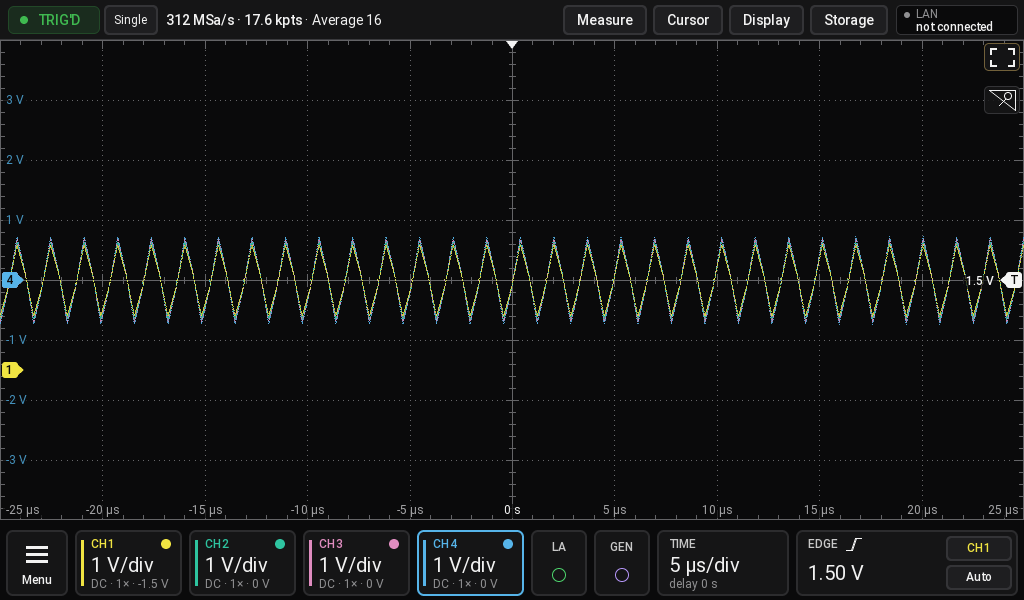 TRIG'D
Single
312 MSa/s · 17.6 kpts · Average 16
Measure
Cursor
Display
Storage
LAN
not connected
3 V
2 V
1 V
4
1.5 V
T
-1 V
1
-2 V
-3 V
-25 µs
-20 µs
-15 µs
-10 µs
-5 µs
0 s
5 µs
10 µs
15 µs
20 µs
25 µs
Menu
CH1
1 V/div
DC · 1× · -1.5 V
CH2
1 V/div
DC · 1× · 0 V
CH3
1 V/div
DC · 1× · 0 V
CH4
1 V/div
DC · 1× · 0 V
LA
GEN
TIME
5 µs/div
delay 0 s
EDGE
1.50 V
CH1
Auto